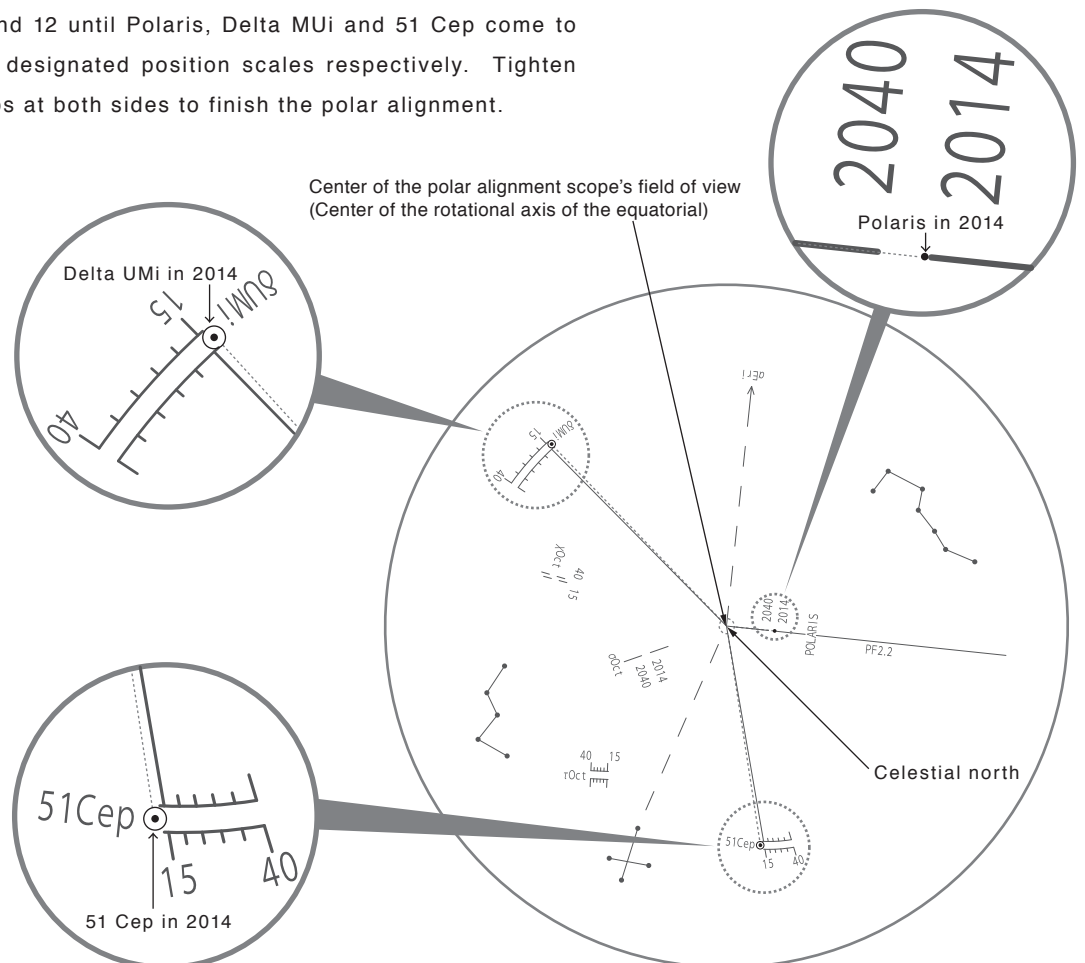 nd 12 until Polaris, Delta MUi and 51 Cep come to
designated position scales respectively. Tighten
s at both sides to finish the polar alignment.
2040
2014
Polaris in 2014
Center of the polar alignment scope's field of view
(Center of the rotational axis of the equatorial)
Delta UMi in 2014
15
δUMi
40
αEri
15
δUMi
40
χOct
40
15
2040
2014
POLARIS
PF2.2
σOct
2014
2040
40 15
τOct
Celestial north
51Cep
15
40
51Cep
15
40
51 Cep in 2014